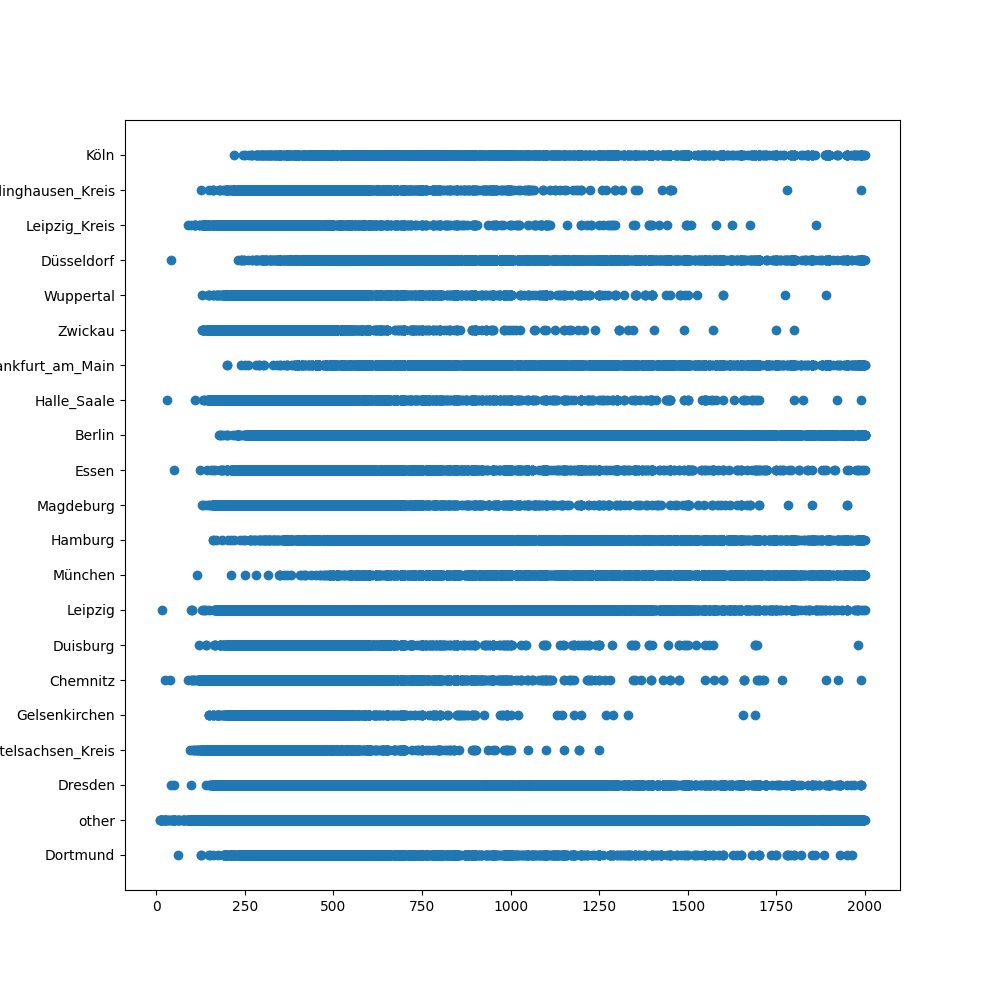 Köln
linghausen_Kreis
Leipzig_Kreis
Düsseldorf
Wuppertal
Zwickau
ankfurt_am_Main
Halle_Saale
Berlin
Essen
Magdeburg
Hamburg
München
Leipzig
Duisburg
Chemnitz
Gelsenkirchen
telsachsen_Kreis
Dresden
other
Dortmund
0 250 500 750 1000 1250 1500 1750 2000